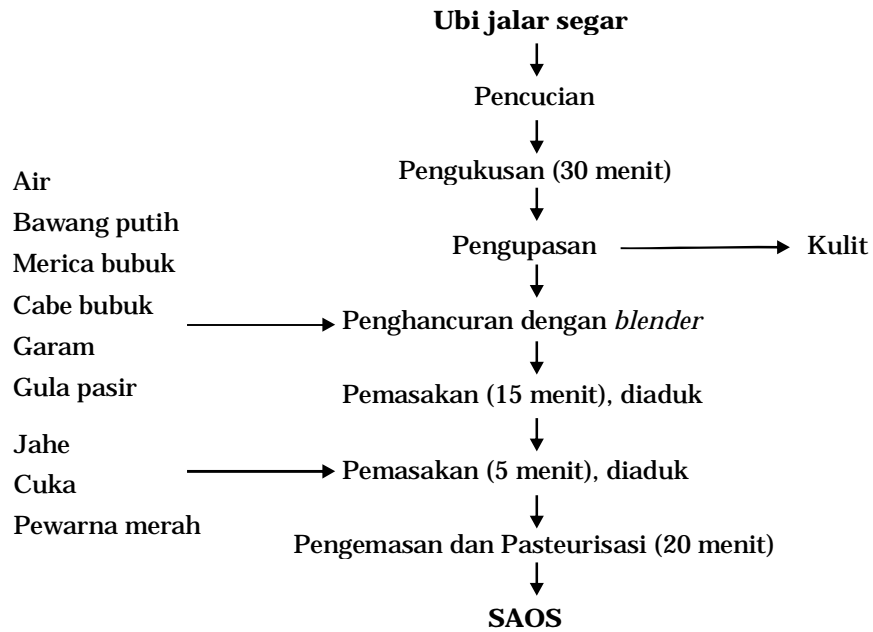 Ubi jalar segar
Pencucian
Pengukusan (30 menit)
Pengupasan
Kulit
Air
Bawang putih
Merica bubuk
Cabe bubuk
Garam
Gula pasir
Penghancuran dengan blender
Pemasakan (15 menit), diaduk
Jahe
Cuka
Pewarna merah
Pemasakan (5 menit), diaduk
Pengemasan dan Pasteurisasi (20 menit)
SAOS